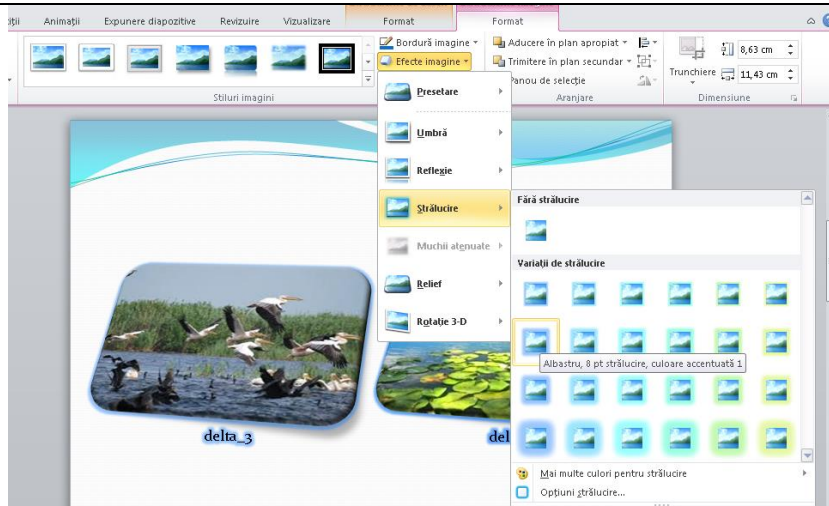 Animații Expunere diapozitive Revizuire Vizualizare Format Format
Bordură imagine
Efecte imagine
Aducere în plan apropiat
Trimitere în plan secundar
Panou de selecție
Trunchiere
8,63 cm
11,43 cm
Stiluri imagini
Aranjare
Dimensiune
Presetare
Umbră
Reflexie
Strălucire
Muchii atenuate
Relief
Rotație 3-D
Fără strălucire
Variații de strălucire
Albastru, 8 pt strălucire, culoare accentuată 1
Mai multe culori pentru strălucire
Opțiuni strălucire...
delta_3